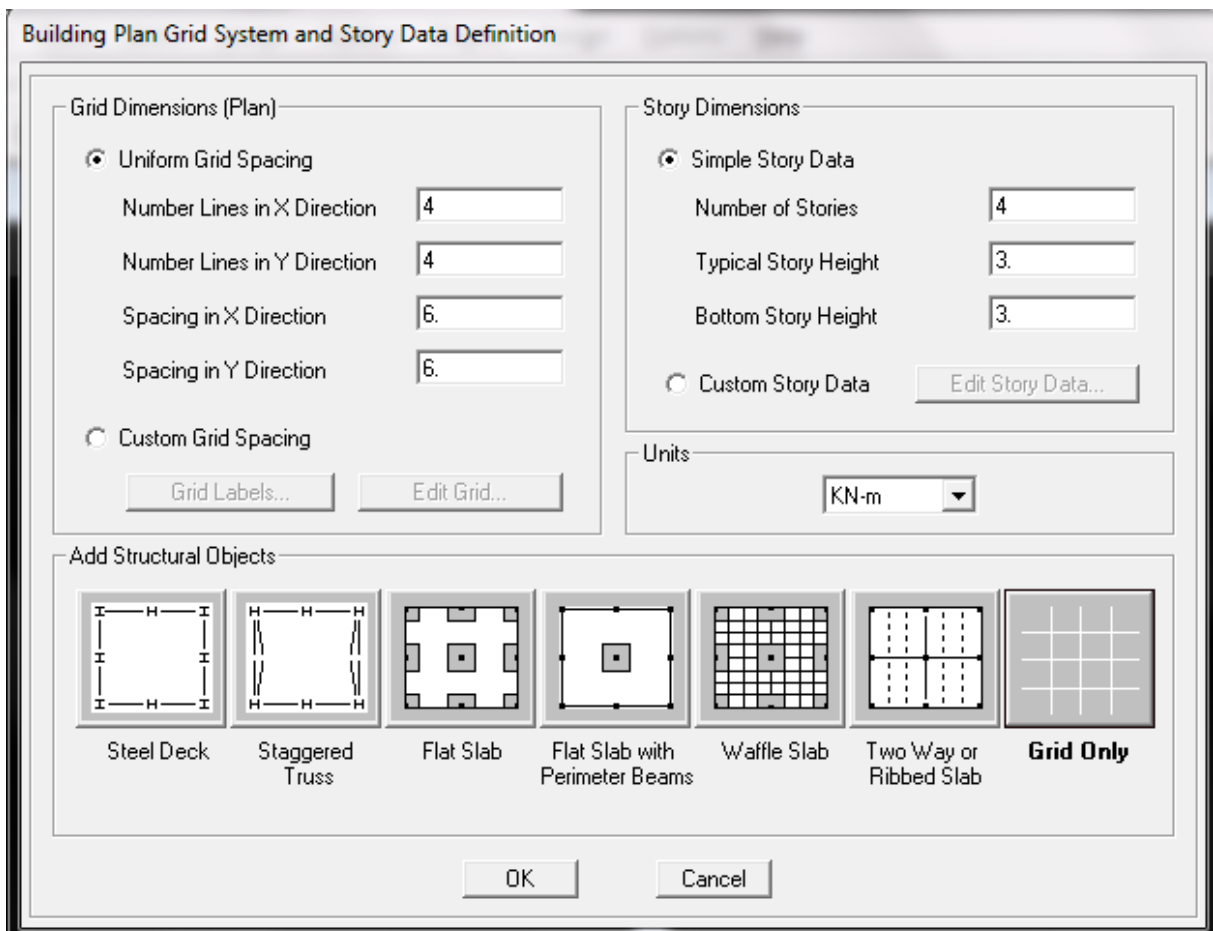 Building Plan Grid System and Story Data Definition
Grid Dimensions (Plan)
Uniform Grid Spacing
Number Lines in X Direction 4
Number Lines in Y Direction 4
Spacing in X Direction 6.
Spacing in Y Direction 6.
Custom Grid Spacing
Grid Labels... Edit Grid...
Story Dimensions
Simple Story Data
Number of Stories 4
Typical Story Height 3.
Bottom Story Height 3.
Custom Story Data Edit Story Data...
Units
KN-m
Add Structural Objects
Steel Deck
Staggered
Truss
Flat Slab
Flat Slab with
Perimeter Beams
Waffle Slab
Two Way or
Ribbed Slab
Grid Only
OK Cancel